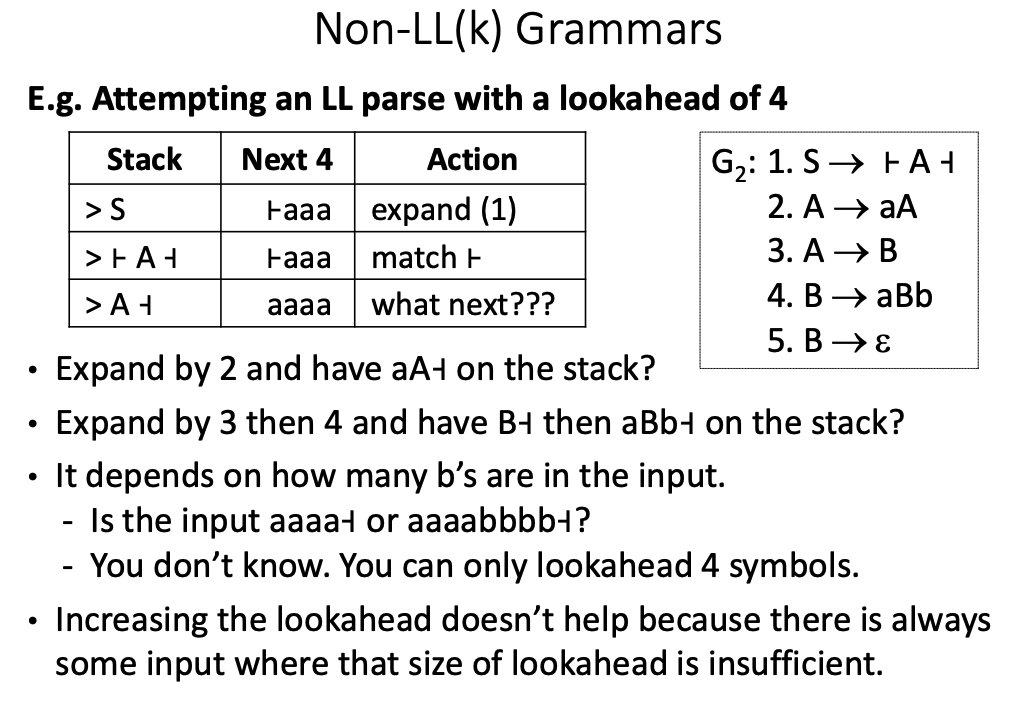 Non-LL(k) Grammars
E.g. Attempting an LL parse with a lookahead of 4
Stack Next 4 Action
> S ⊢aaa expand (1)
> ⊢ A ⊣ ⊢aaa match ⊢
> A ⊣ aaaa what next???
G₂: 1. S → ⊢ A ⊣
2. A → aA
3. A → B
4. B → aBb
5. B → ε
• Expand by 2 and have aA⊣ on the stack?
• Expand by 3 then 4 and have B⊣ then aBb⊣ on the stack?
• It depends on how many b’s are in the input.
- Is the input aaaa⊣ or aaaabbbb⊣?
- You don’t know. You can only lookahead 4 symbols.
• Increasing the lookahead doesn’t help because there is always
some input where that size of lookahead is insufficient.